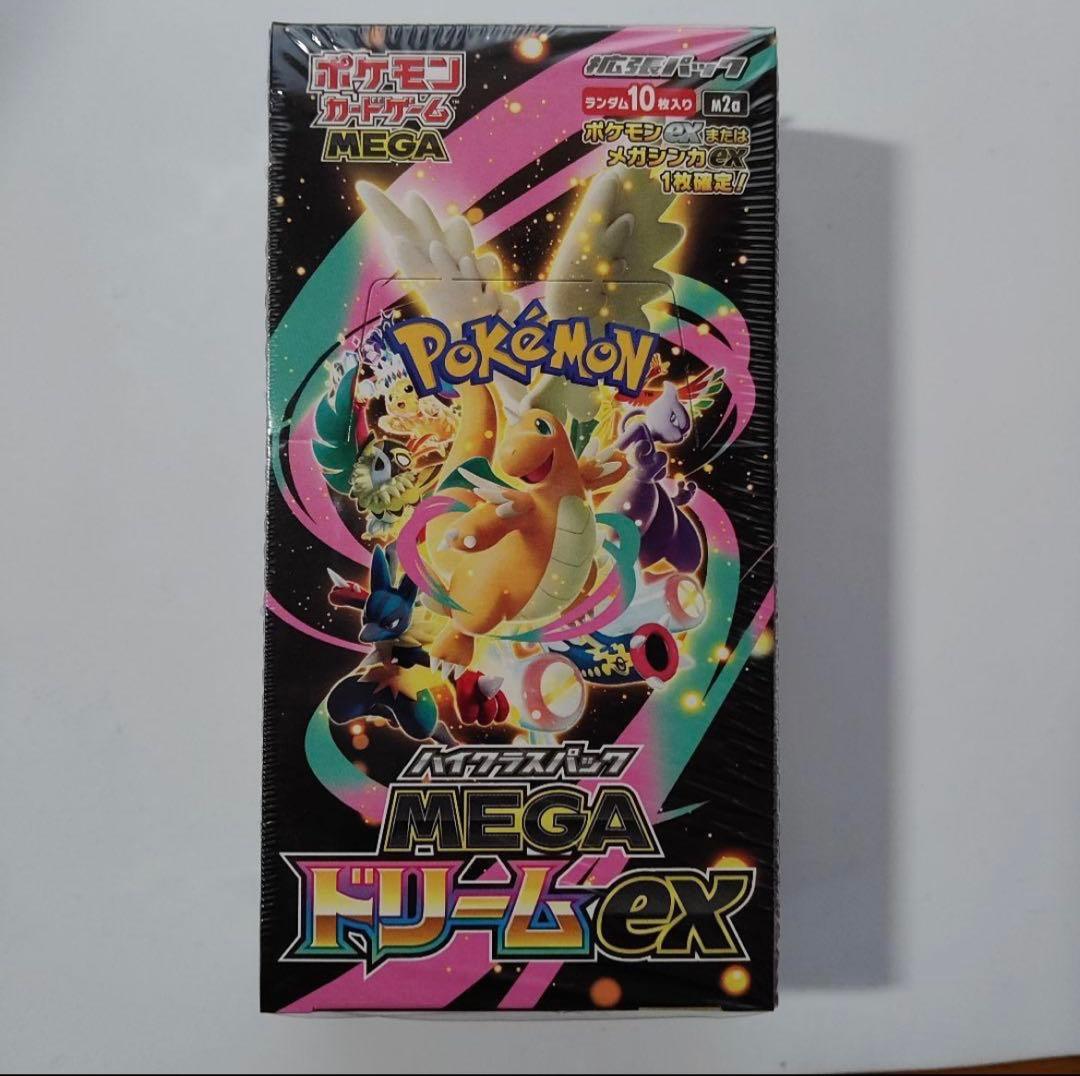 ポケモン
カードゲーム™
MEGA
拡張パック
ランダム10枚入り M2a
ポケモンexまたは
メガシンカex
1枚確定！
POKéMON™
ハイクラスパック
MEGA
ドリームex